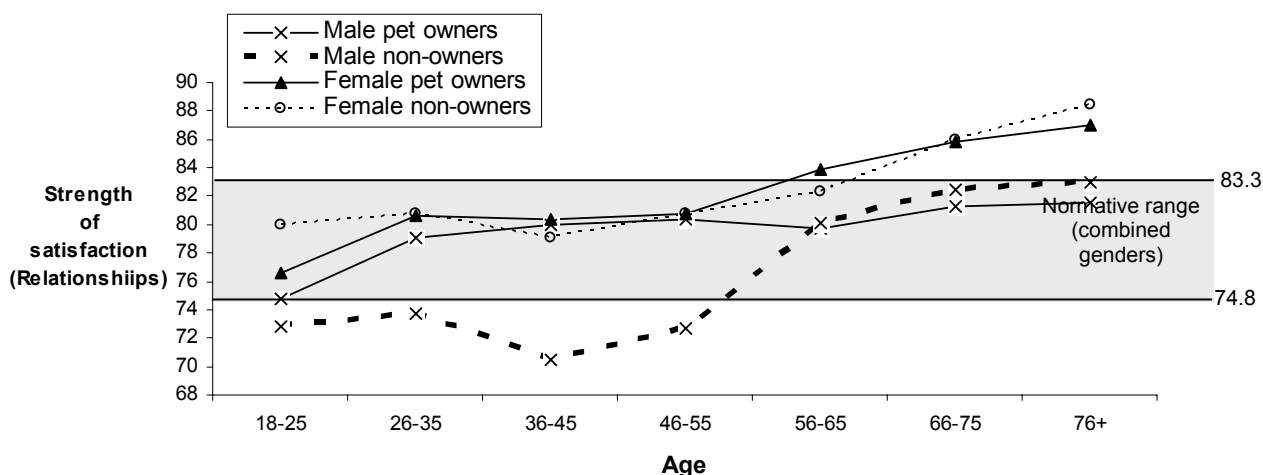 Male pet owners
Male non-owners
Female pet owners
Female non-owners
90
88
86
84
82
80
78
76
74
72
70
68
Strength
of
satisfaction
(Relationshiips)
83.3
Normative range
(combined
genders)
74.8
18-25
26-35
36-45
46-55
56-65
66-75
76+
Age